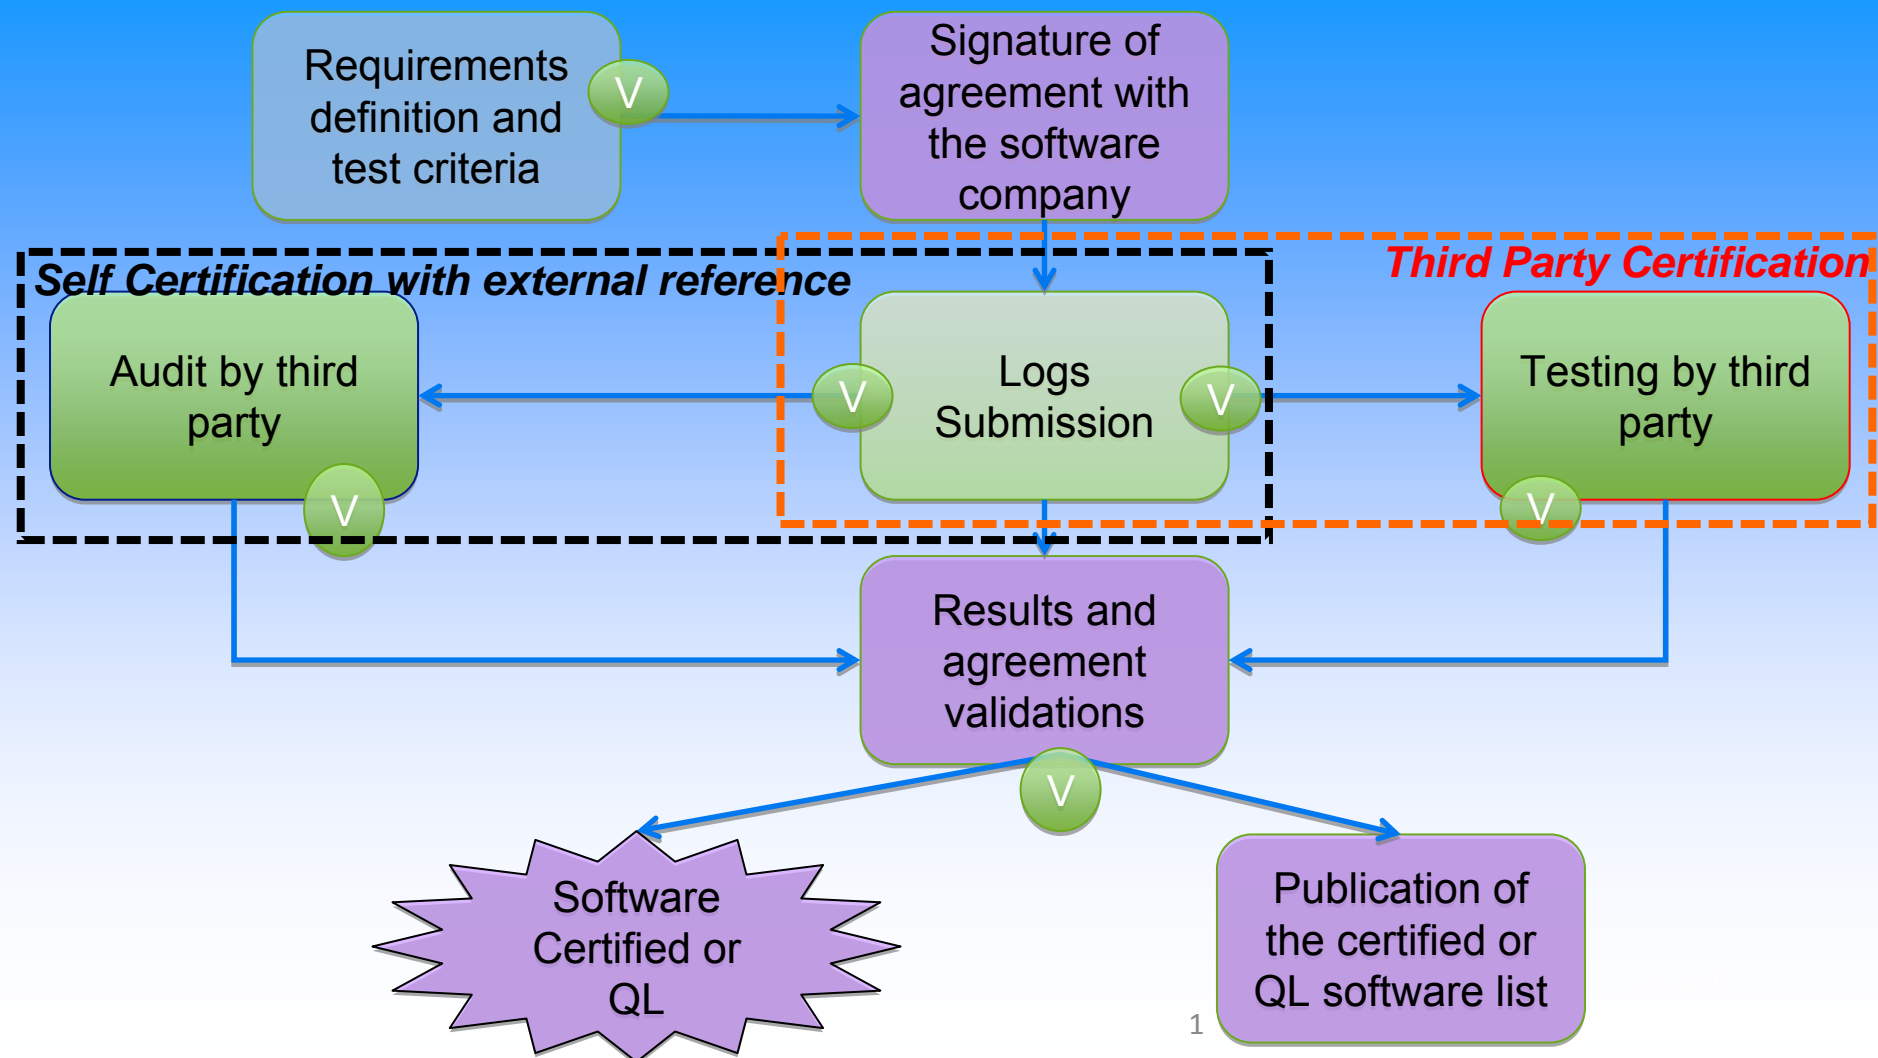 Requirements
definition and
test criteria
V
Signature of
agreement with
the software
company
Self Certification with external reference
Third Party Certification
Audit by third
party
V
V
Logs
Submission
V
Testing by third
party
V
Results and
agreement
validations
V
Software
Certified or
QL
Publication of
the certified or
QL software list
1